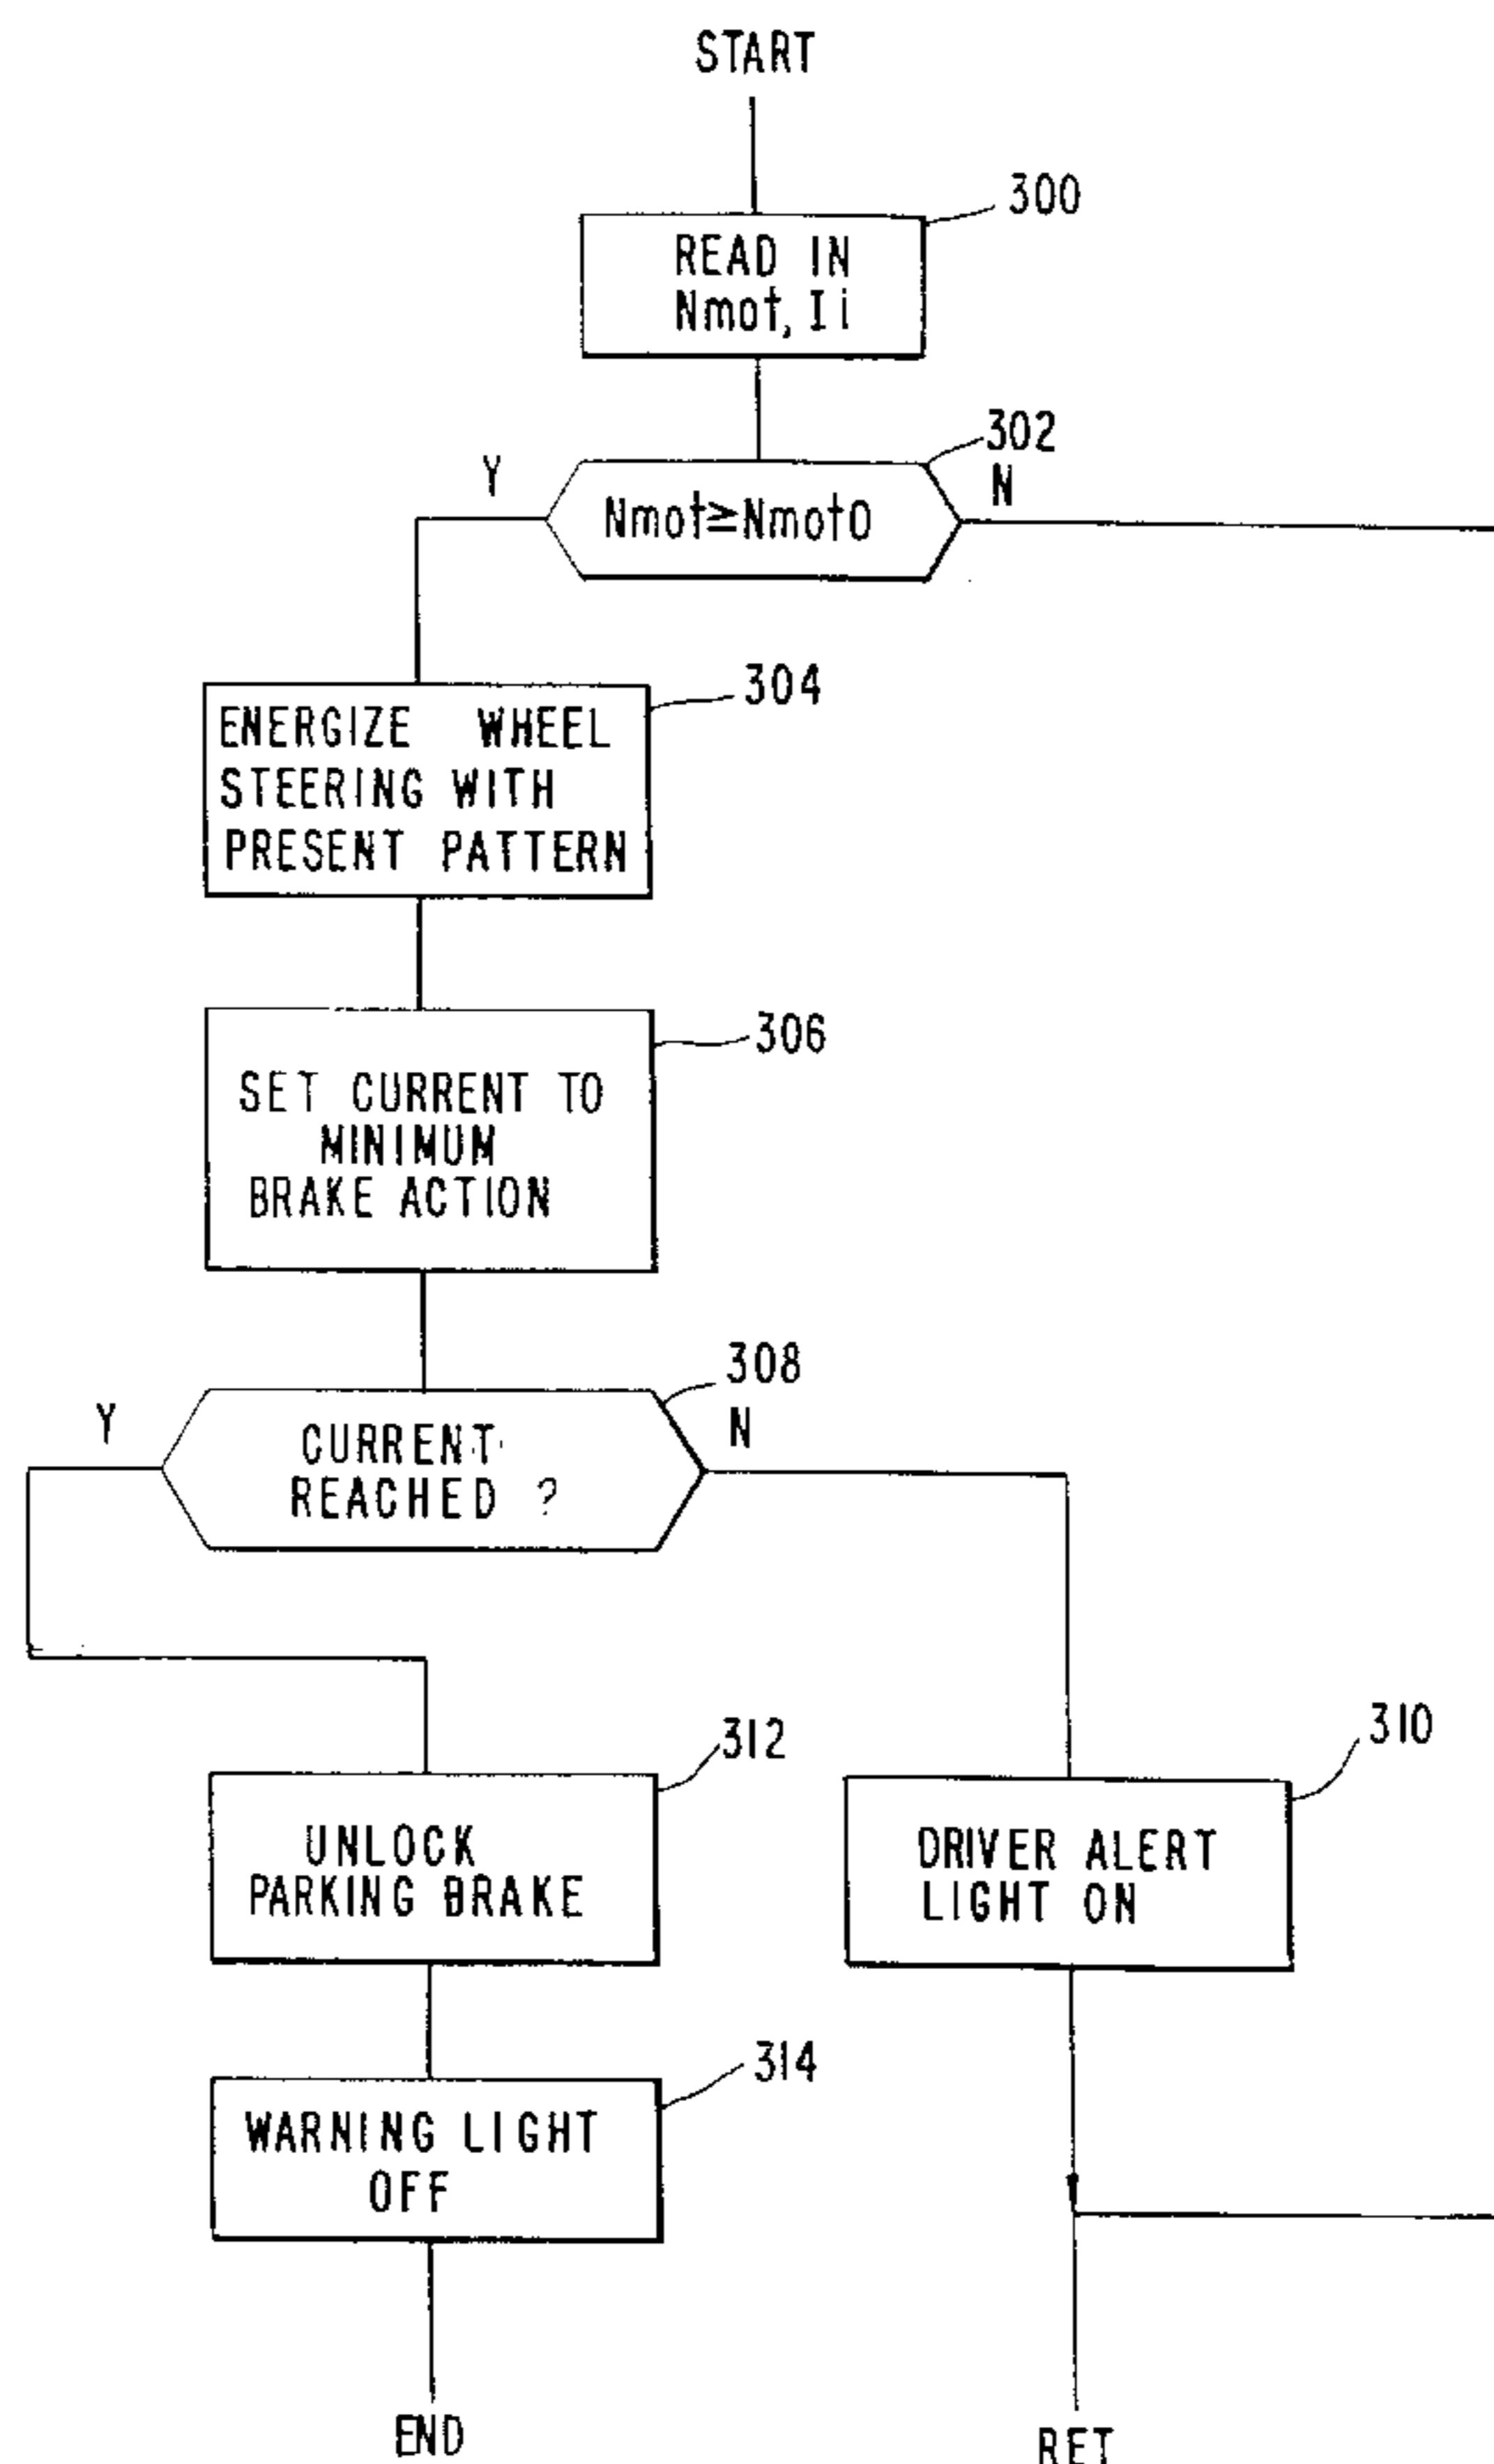 START
300
READ IN
Nmot, Ii
302
Y
N
Nmot≥Nmot0
304
ENERGIZE WHEEL
STEERING WITH
PRESENT PATTERN
306
SET CURRENT TO
MINIMUM
BRAKE ACTION
308
Y
N
CURRENT
REACHED ?
312
310
UNLOCK
PARKING BRAKE
DRIVER ALERT
LIGHT ON
314
WARNING LIGHT
OFF
END
RET